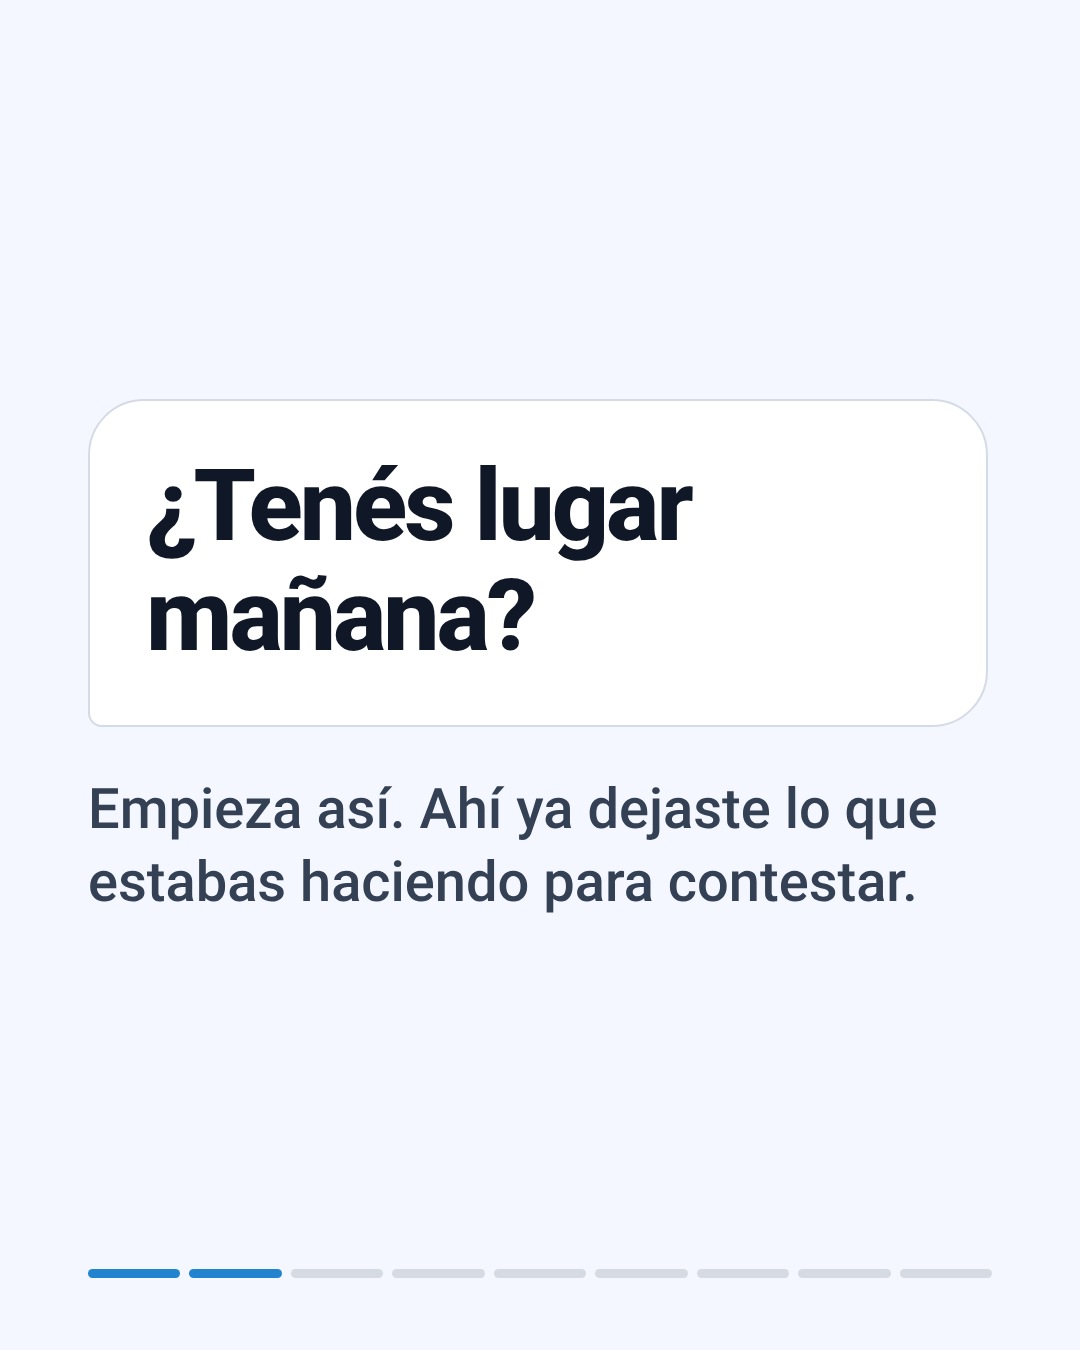 ¿Tenés lugar
mañana?
Empieza así. Ahí ya dejaste lo que
estabas haciendo para contestar.